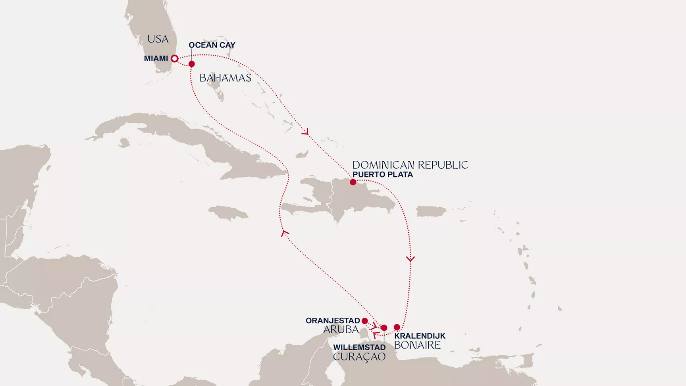 USA
OCEAN CAY
MIAMI
BAHAMAS
DOMINICAN REPUBLIC
PUERTO PLATA
ORANJESTAD
ARUBA
KRALENDIJK
BONAIRE
WILLEMSTAD
CURAÇAO